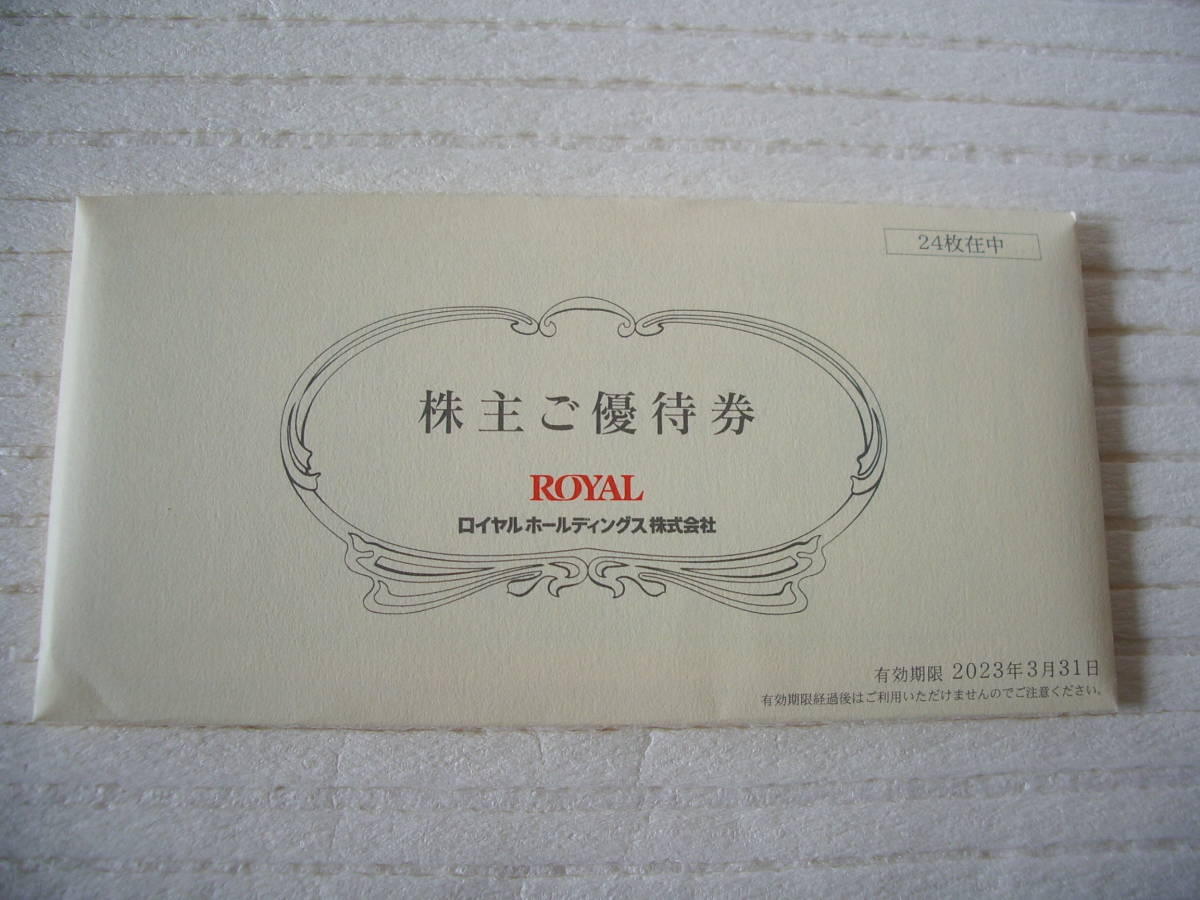 24枚在中
株主ご優待券
ROYAL
ロイヤルホールディングス株式会社
有効期限 2023年3月31日
有効期限経過後はご利用いただけませんのでご注意ください。